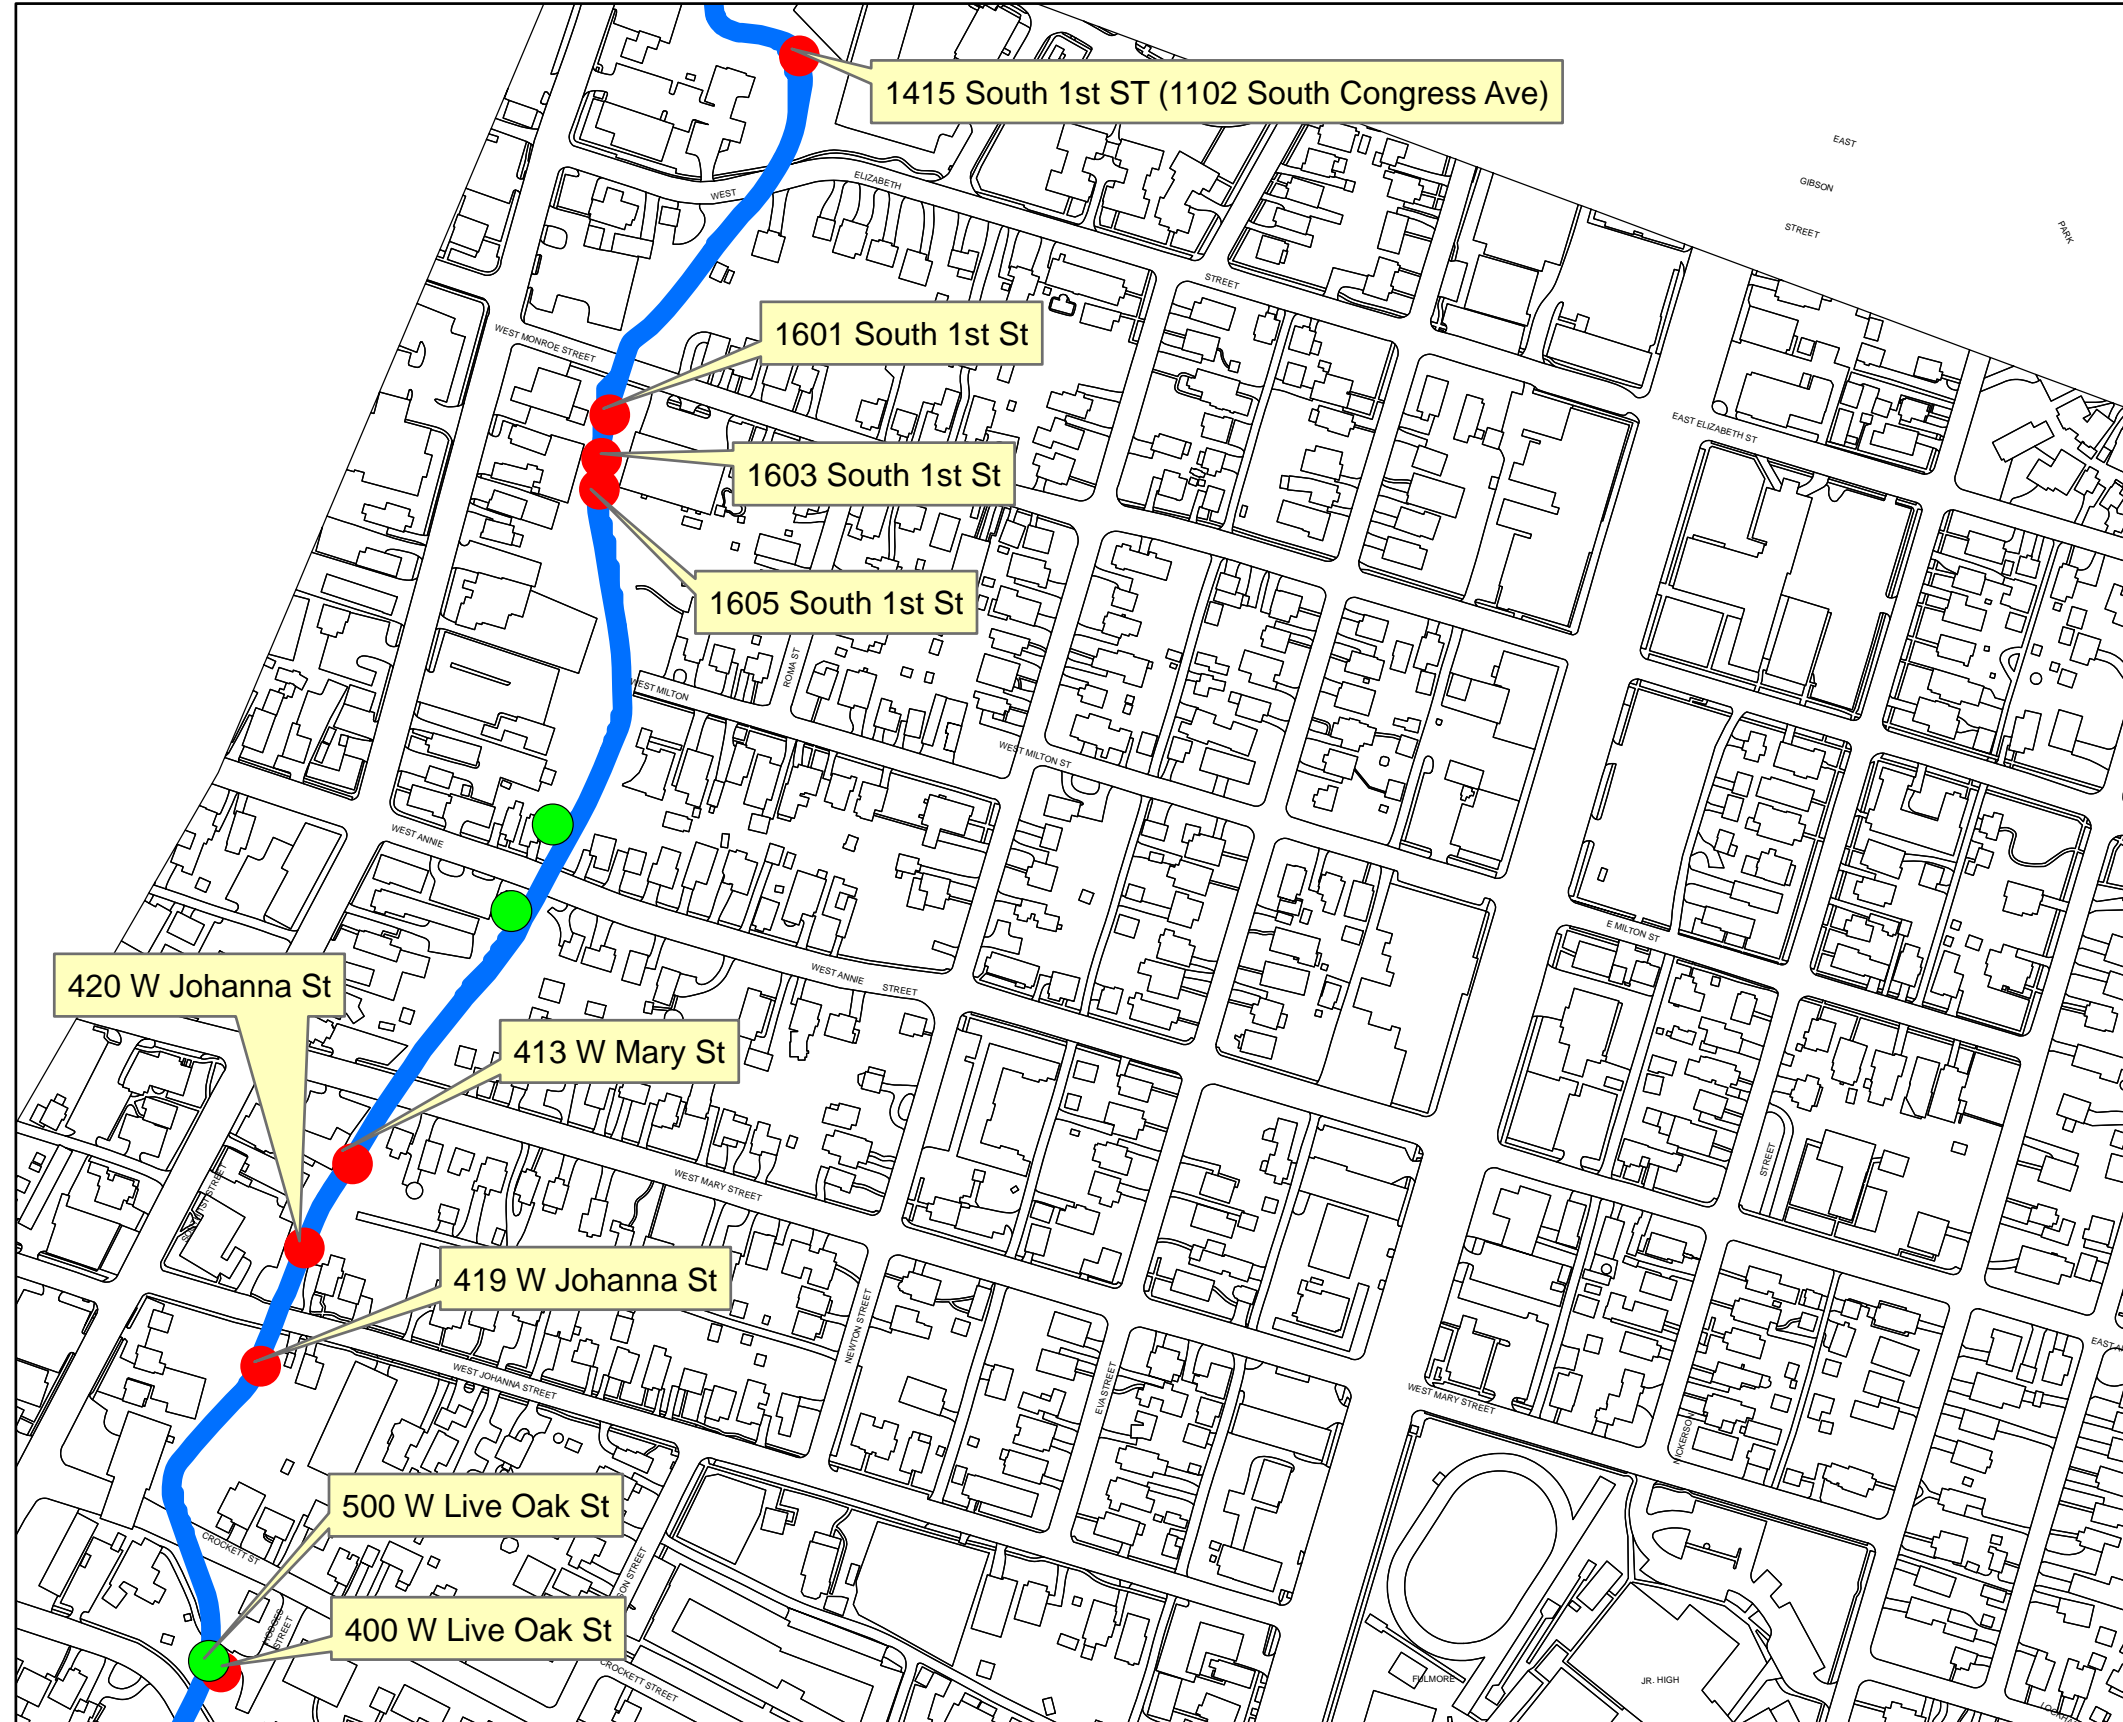 1415 South 1st ST (1102 South Congress Ave)
EAST
GIBSON
STREET
PARK
WEST
ELIZABETH
STREET
WEST MONROE STREET
1601 South 1st St
EAST ELIZABETH ST
1603 South 1st St
1605 South 1st St
ROMA ST
WEST MILTON
WEST MILTON ST
WEST ANNIE
E MILTON ST
WEST ANNIE
STREET
420 W Johanna St
413 W Mary St
STREET
WEST MARY STREET
419 W Johanna St
NEWTON STREET
EVA STREET
WEST JOHANNA STREET
WEST MARY STREET
NICKERSON
500 W Live Oak St
CROCKETT ST
400 W Live Oak St
STREET
CROCKETT STREET
FULMORE
JR. HIGH